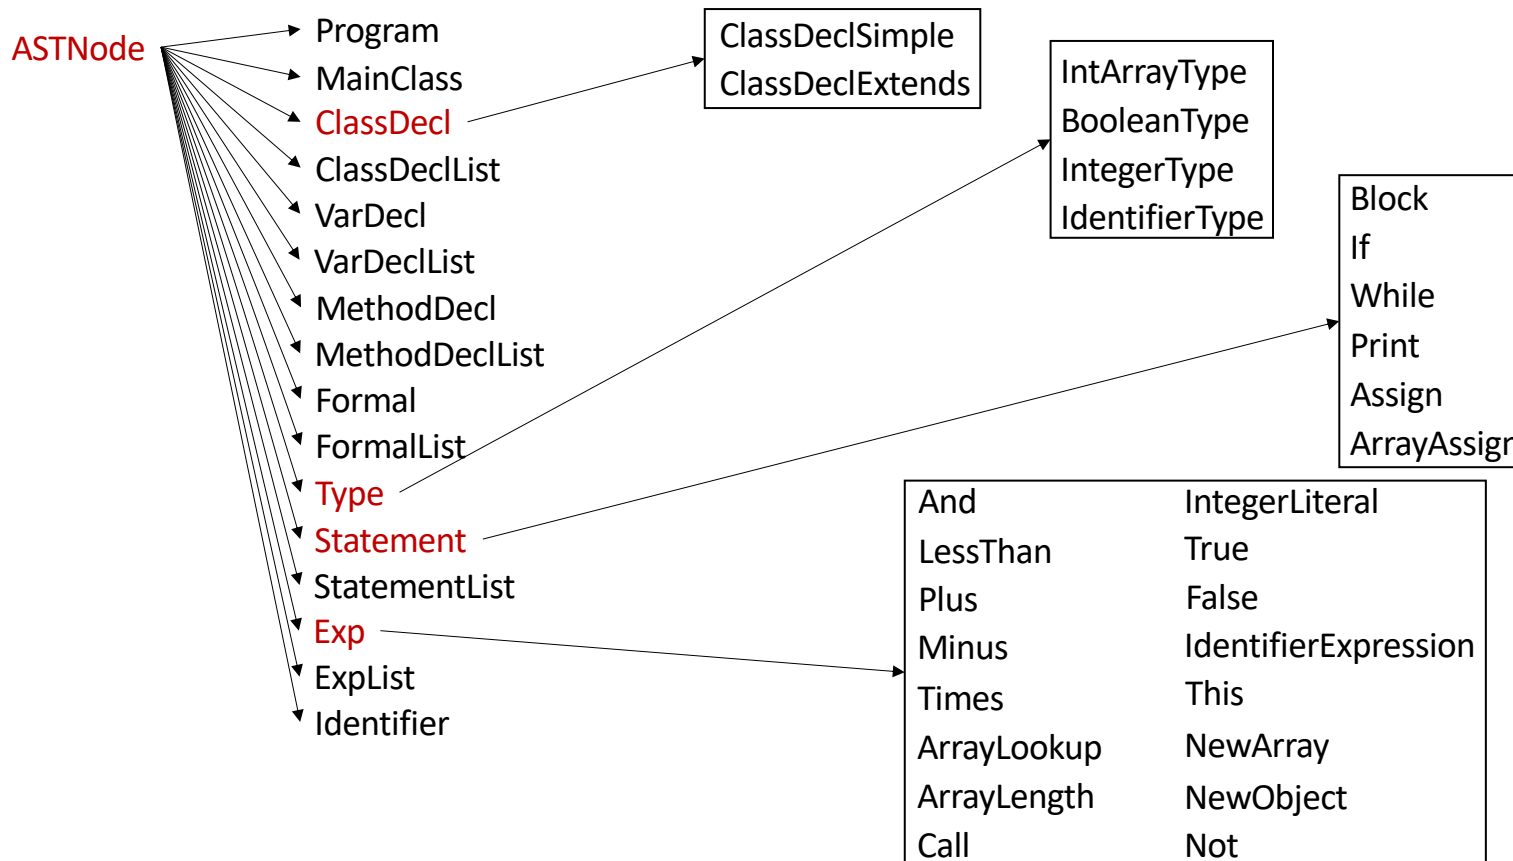 ASTNode
Program
MainClass
ClassDecl
ClassDeclList
VarDecl
VarDeclList
MethodDecl
MethodDeclList
Formal
FormalList
Type
Statement
StatementList
Exp
ExpList
Identifier
ClassDeclSimple
ClassDeclExtends
IntArrayType
BooleanType
IntegerType
IdentifierType
Block
If
While
Print
Assign
ArrayAssign
And
LessThan
Plus
Minus
Times
ArrayLookup
ArrayLength
Call
IntegerLiteral
True
False
IdentifierExpression
This
NewArray
NewObject
Not